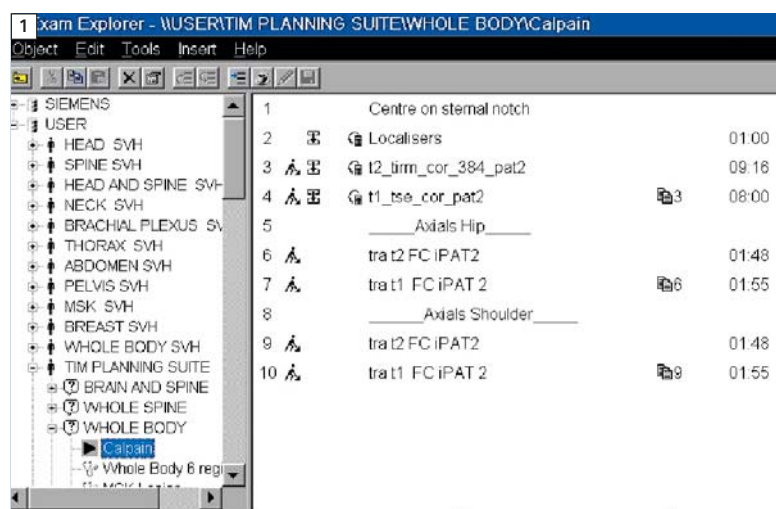 1 Exam Explorer - \\USER\TIM PLANNING SUITE\WHOLE BODY\Calpain
Object Edit Tools Insert Help
SIEMENS
USER
HEAD SVH
SPINE SVH
HEAD AND SPINE SVH
NECK SVH
BRACHIAL PLEXUS SV
THORAX SVH
ABDOMEN SVH
PELVIS SVH
MSK SVH
BREAST SVH
WHOLE BODY SVH
TIM PLANNING SUITE
BRAIN AND SPINE
WHOLE SPINE
WHOLE BODY
Calpain
Whole Body 6 regi
1 Centre on sternal notch
2 Localisers 01:00
3 t2_tirm_cor_384_pat2 09:16
4 t1_tse_cor_pat2 3 08:00
5 _____Axials Hip_____
6 tra t2 FC iPAT2 01:48
7 tra t1 FC iPAT 2 6 01:55
8 ______Axials Shoulder_____
9 tra t2 FC iPAT2 01:48
10 tra t1 FC iPAT 2 9 01:55